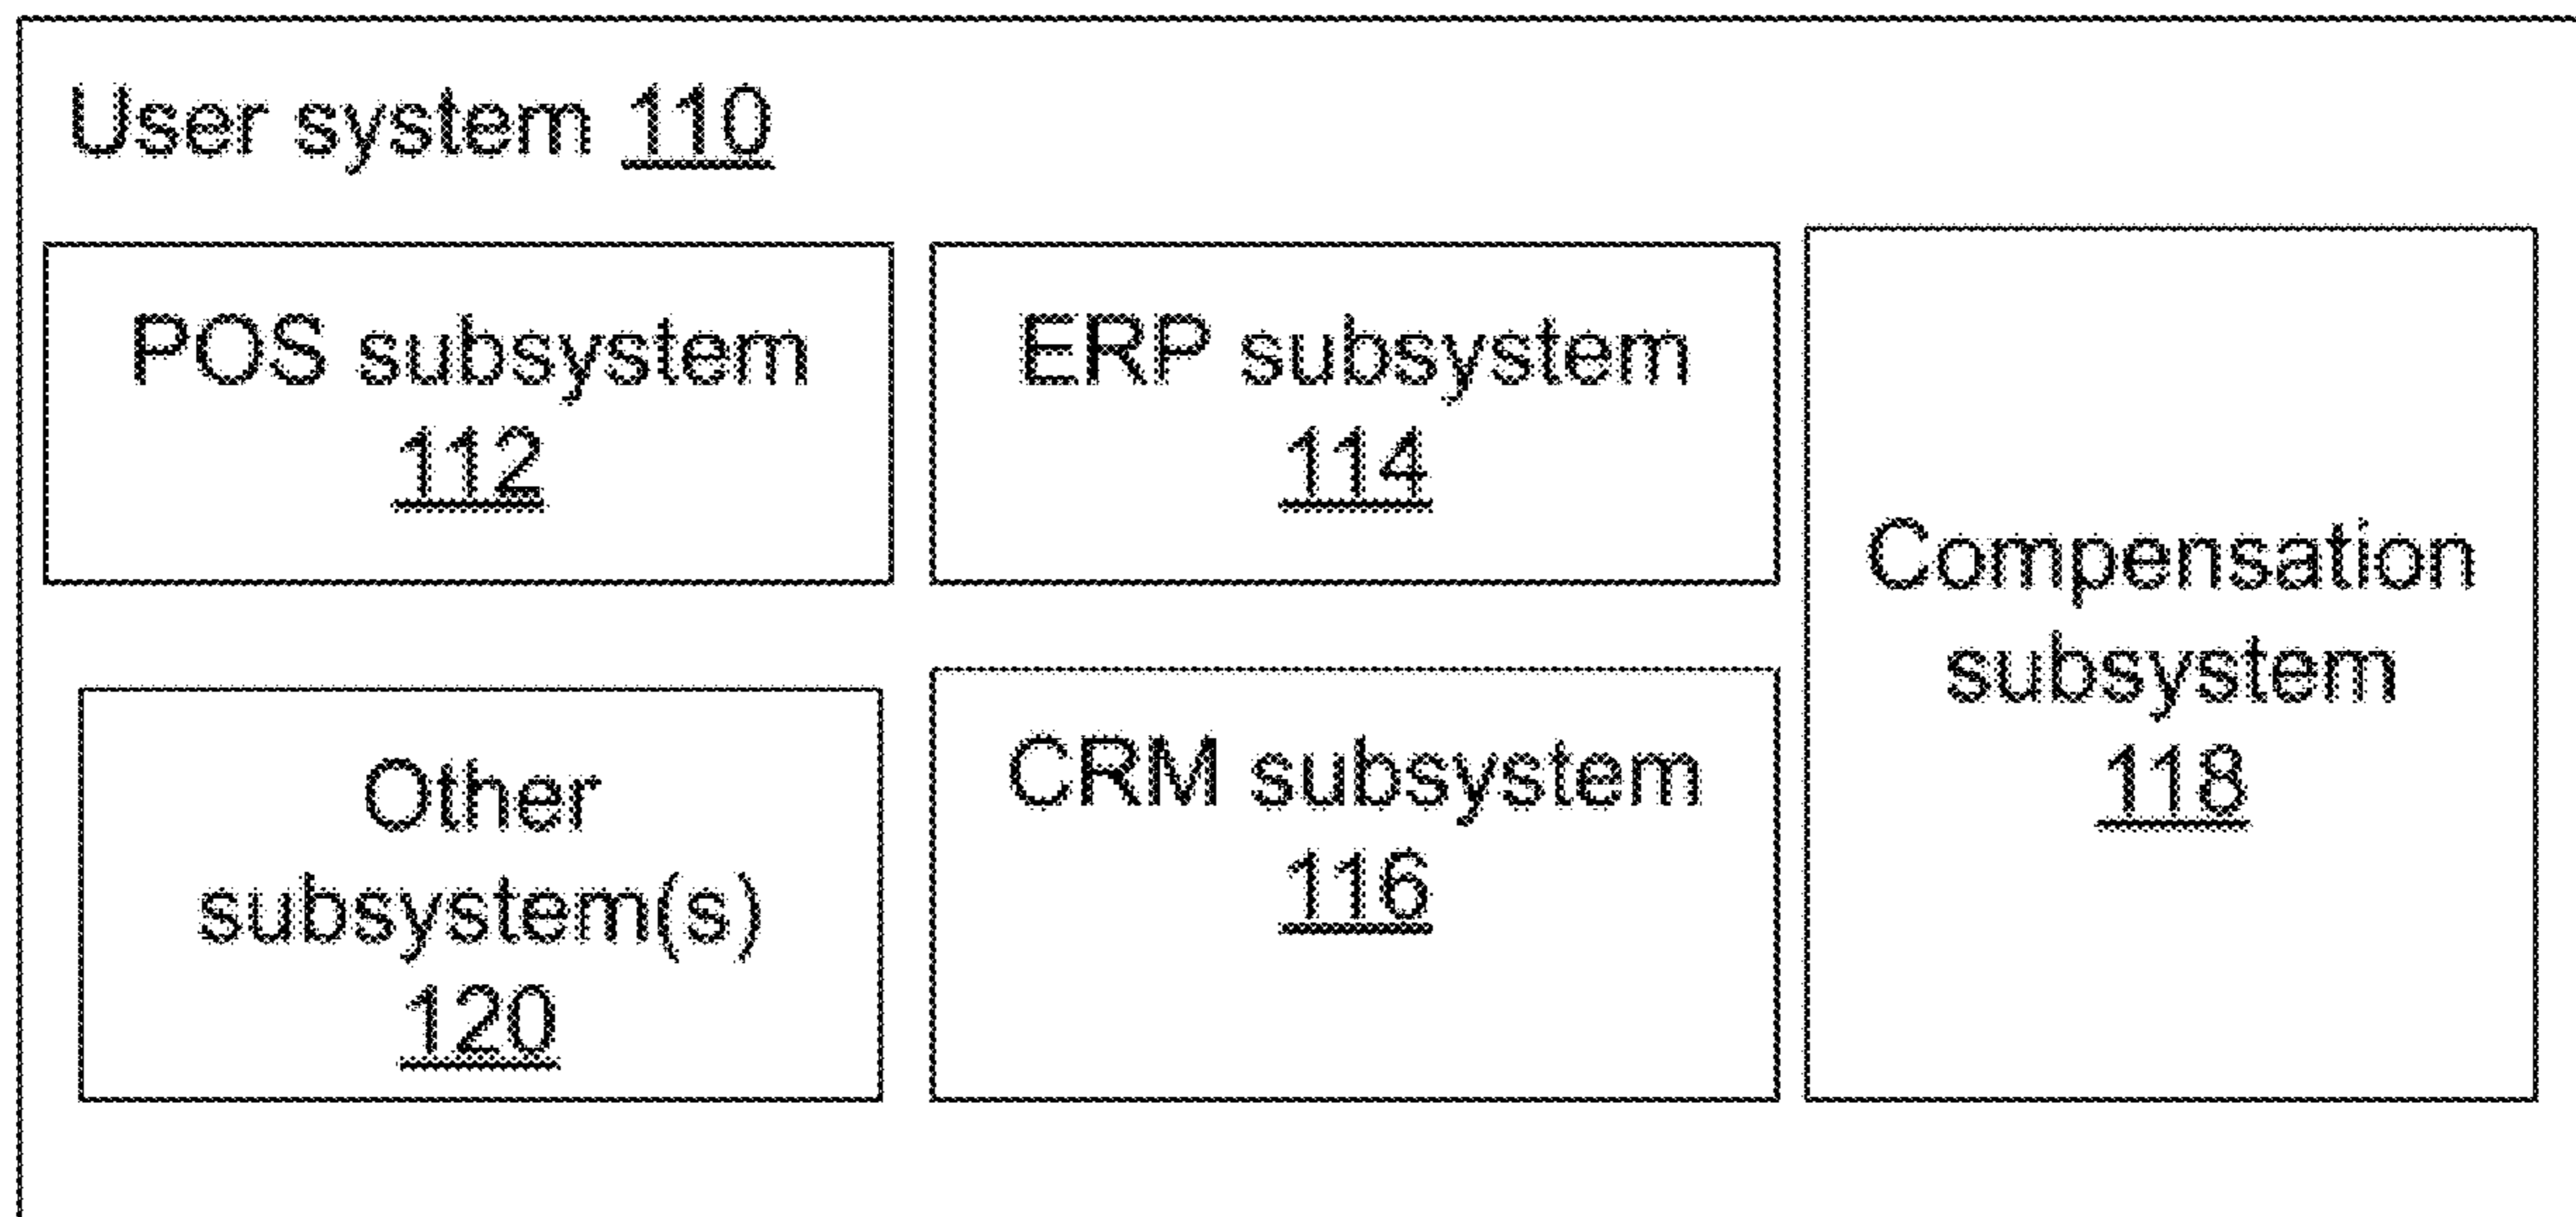 User system 110
POS subsystem
112
ERP subsystem
114
Compensation
subsystem
118
Other
subsystem(s)
120
CRM subsystem
116